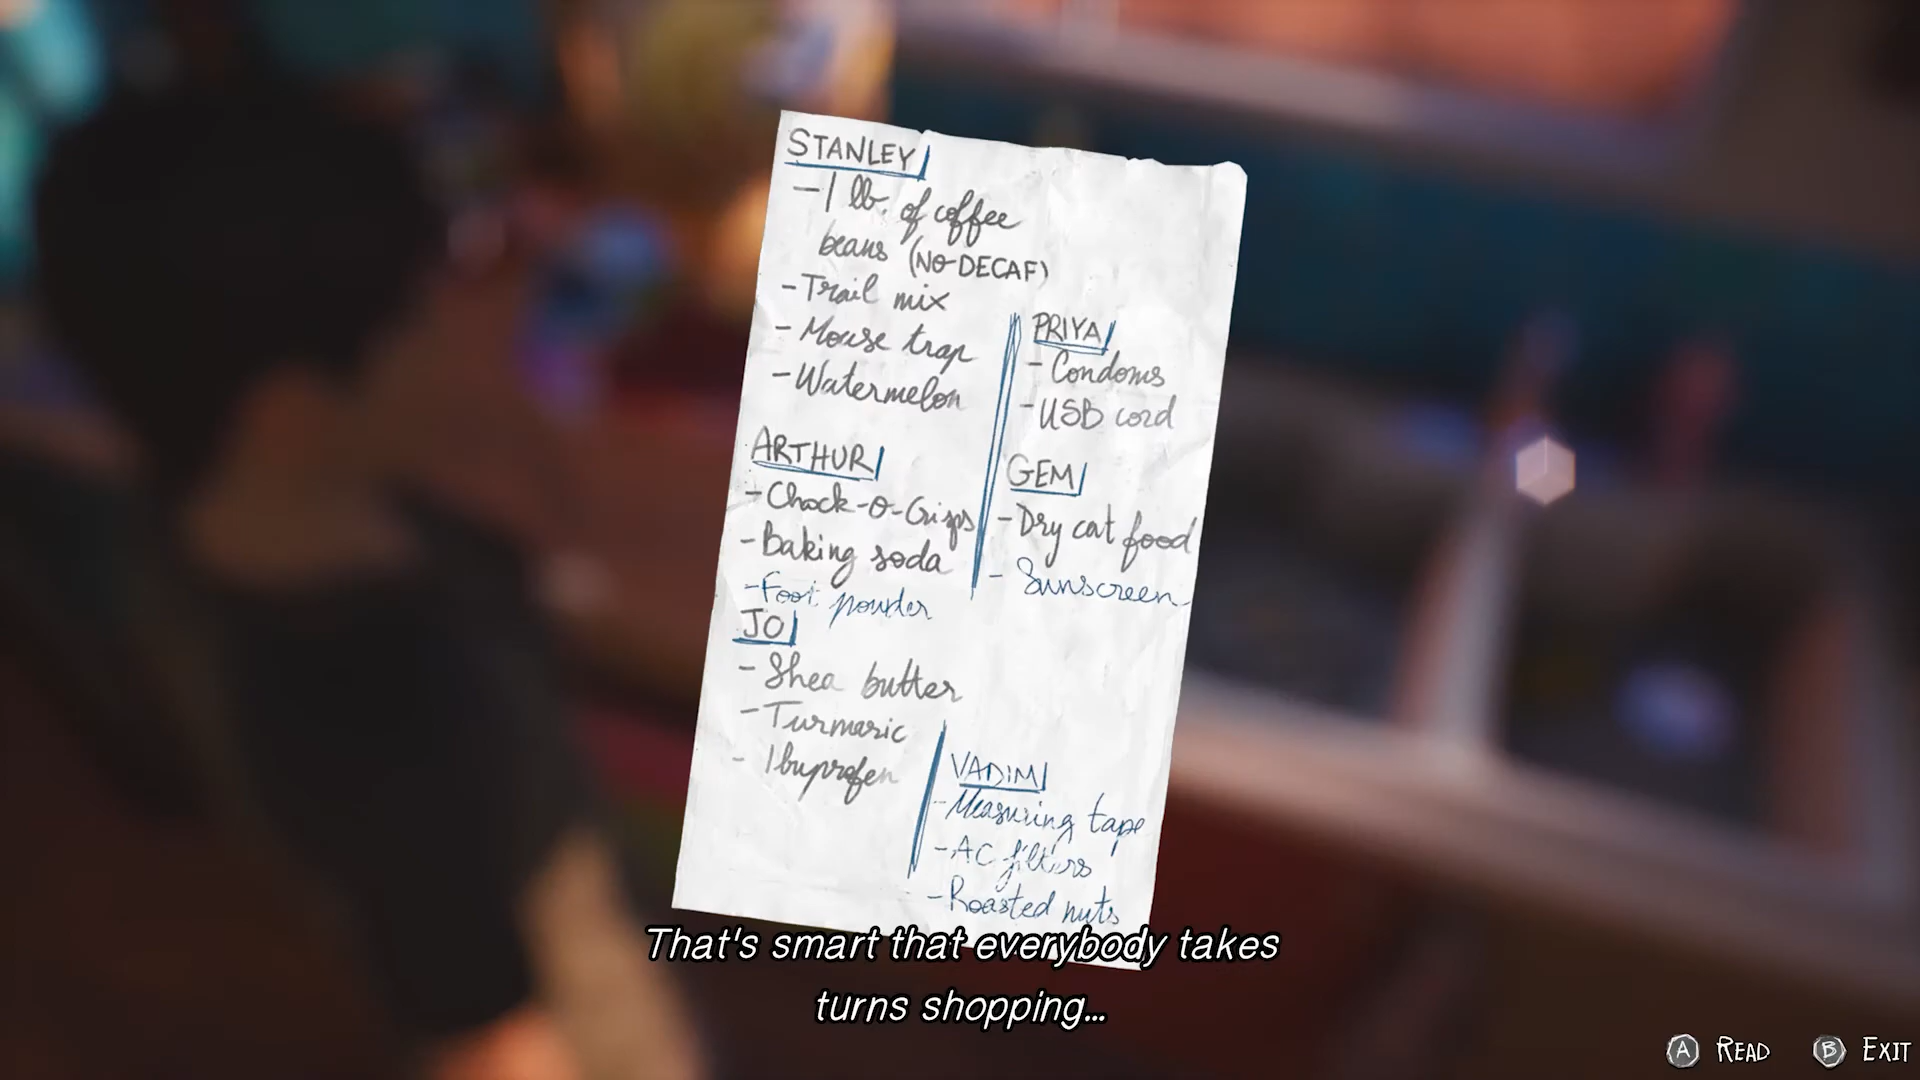 STANLEY
- 1 lb. of coffee
beans (NO DECAF)
- Trail mix
- Mouse trap
- Watermelon
ARTHUR
- Chock-O-Crisps
- Baking soda
- Foot powder
JO
- Shea butter
- Turmeric
- Ibuprofen
PRIYA
- Condoms
- USB cord
GEM
- Dry cat food
- Sunscreen
VADIM
- Measuring tape
- AC filters
- Roasted nuts
That's smart that everybody takes
turns shopping...
A READ B EXIT